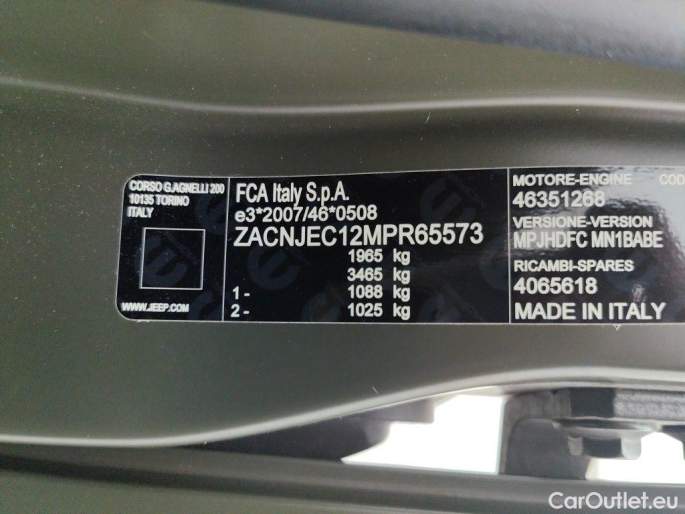 CORSO G.AGNELLI 200
10135 TORINO
ITALY
WWW.JEEP.COM
FCA Italy S.p.A.
e3*2007/46*0508
ZACNJEC12MPR65573
1965 kg
3465 kg
1- 1088 kg
2- 1025 kg
MOTORE-ENGINE COD
46351268
VERSIONE-VERSION
MPJHDFC MN1BABE
RICAMBI-SPARES
4065618
MADE IN ITALY
CarOutlet.eu